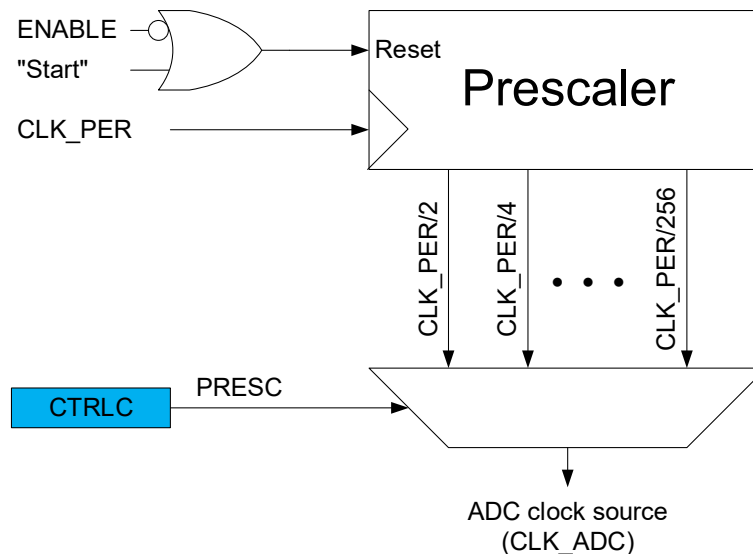 ENABLE
"Start"
Reset
Prescaler
CLK_PER
CLK_PER/2
CLK_PER/4
CLK_PER/256
PRESC
CTRLC
ADC clock source
(CLK_ADC)